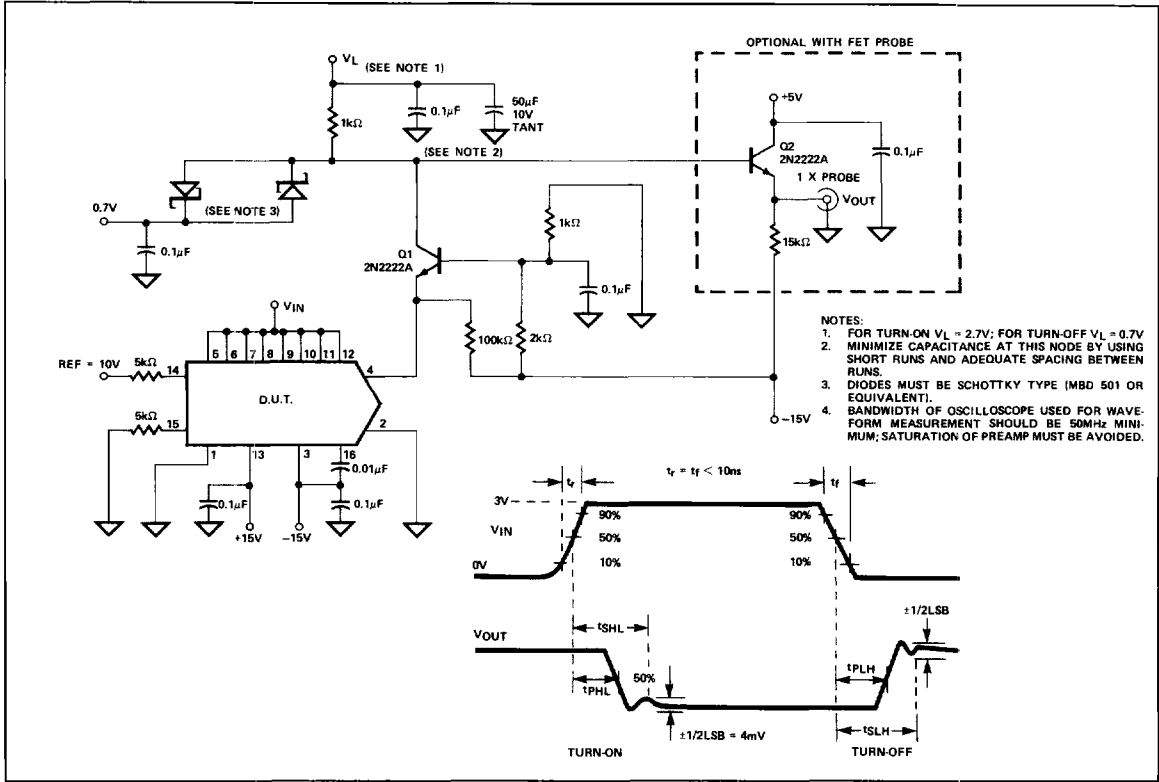 OPTIONAL WITH FET PROBE
VL
(SEE NOTE 1)
1kΩ
0.1µF
50µF
10V
TANT
+5V
(SEE NOTE 2)
Q2
2N2222A
0.1µF
1 X PROBE
VOUT
15kΩ
0.7V
(SEE NOTE 3)
0.1µF
Q1
2N2222A
1kΩ
0.1µF
100kΩ
2kΩ
VIN
5 6 7 8 9 10 11 12
REF = 10V
5kΩ
14
4
D.U.T.
5kΩ
15
2
1
13
3
16
0.01µF
0.1µF
0.1µF
+15V
-15V
-15V
NOTES:
1. FOR TURN-ON VL = 2.7V; FOR TURN-OFF VL = 0.7V
2. MINIMIZE CAPACITANCE AT THIS NODE BY USING
SHORT RUNS AND ADEQUATE SPACING BETWEEN
RUNS.
3. DIODES MUST BE SCHOTTKY TYPE (MBD 501 OR
EQUIVALENT).
4. BANDWIDTH OF OSCILLOSCOPE USED FOR WAVE-
FORM MEASUREMENT SHOULD BE 50MHz MINI-
MUM; SATURATION OF PREAMP MUST BE AVOIDED.
tr
tr = tf < 10ns
tf
3V
90%
90%
VIN
50%
50%
10%
10%
0V
±1/2LSB
VOUT
tSHL
tPLH
tPHL
50%
tSLH
±1/2LSB = 4mV
TURN-ON
TURN-OFF